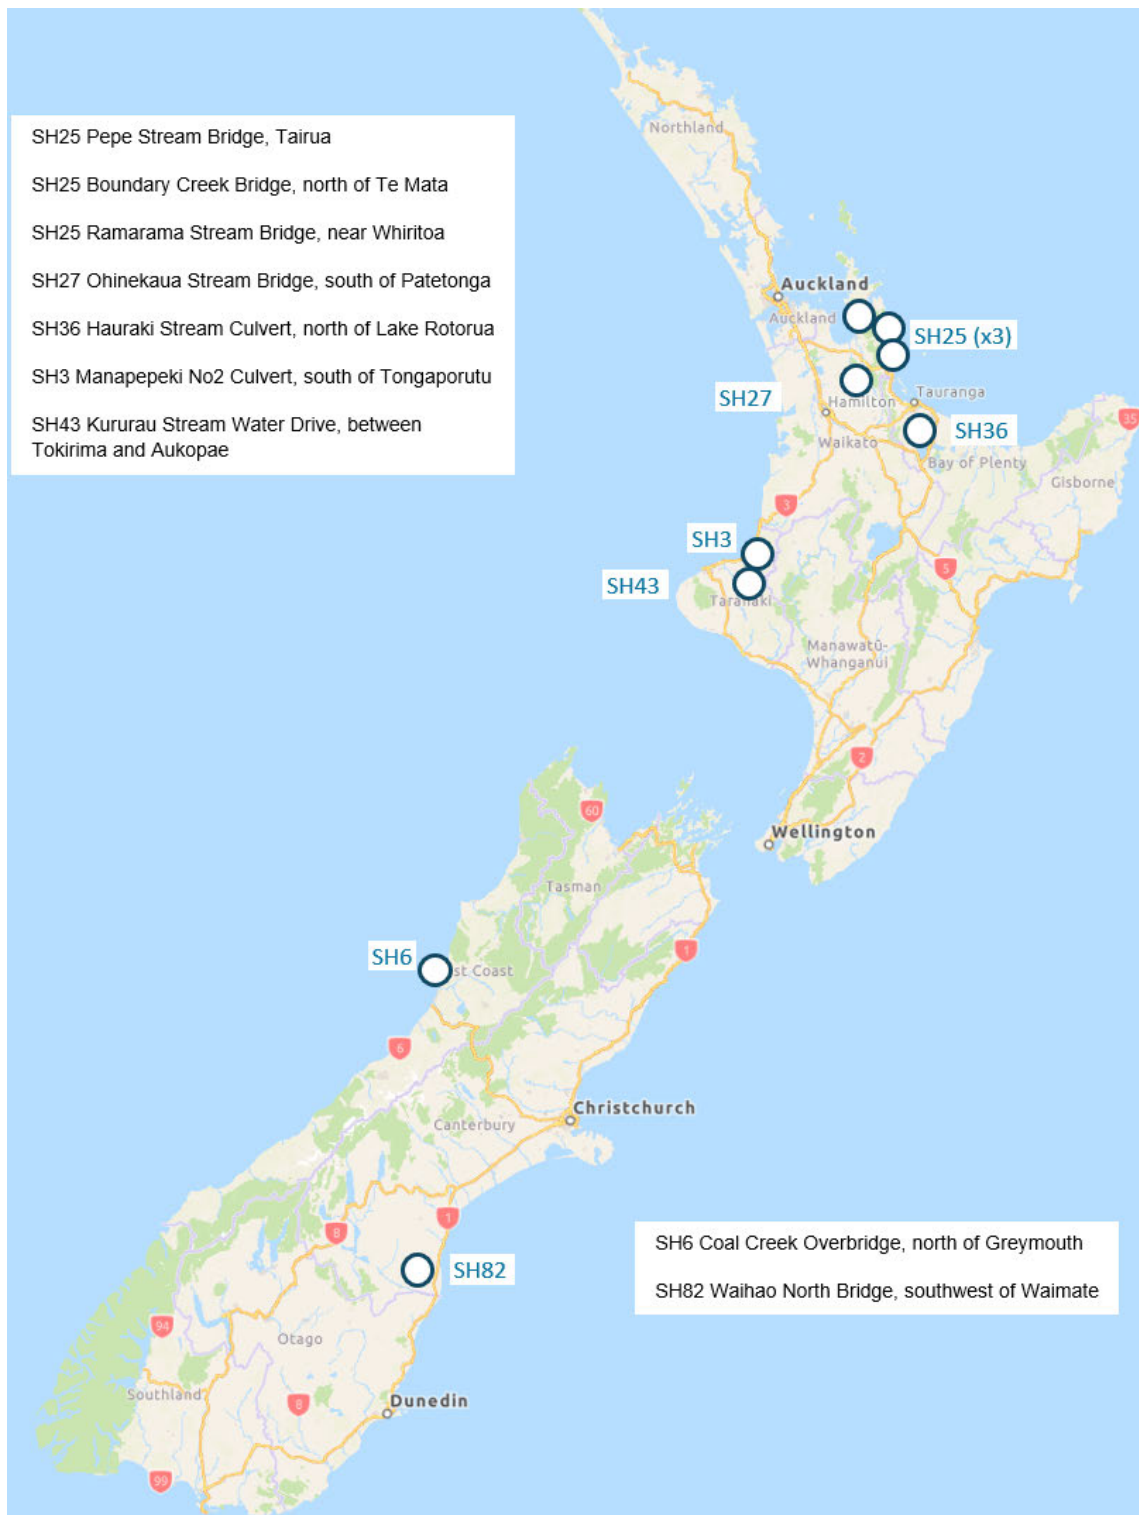 Northland
SH25 Pepe Stream Bridge, Tairua
SH25 Boundary Creek Bridge, north of Te Mata
SH25 Ramarama Stream Bridge, near Whiritoa
SH27 Ohinekaua Stream Bridge, south of Patetonga
SH36 Hauraki Stream Culvert, north of Lake Rotorua
SH3 Manapepeki No2 Culvert, south of Tongaporutu
SH43 Kururau Stream Water Drive, between
Tokirima and Aukopae
Auckland
Auckland
SH25 (x3)
SH27
Hamilton
Tauranga
35
SH36
Waikato
Bay of Plenty
Gisborne
3
SH3
5
SH43
Taranaki
Manawatū-
Whanganui
2
60
Wellington
Tasman
1
SH6
st Coast
6
Christchurch
Canterbury
1
8
SH82
SH6 Coal Creek Overbridge, north of Greymouth
SH82 Waihao North Bridge, southwest of Waimate
94
Otago
Southland
8
Dunedin
99